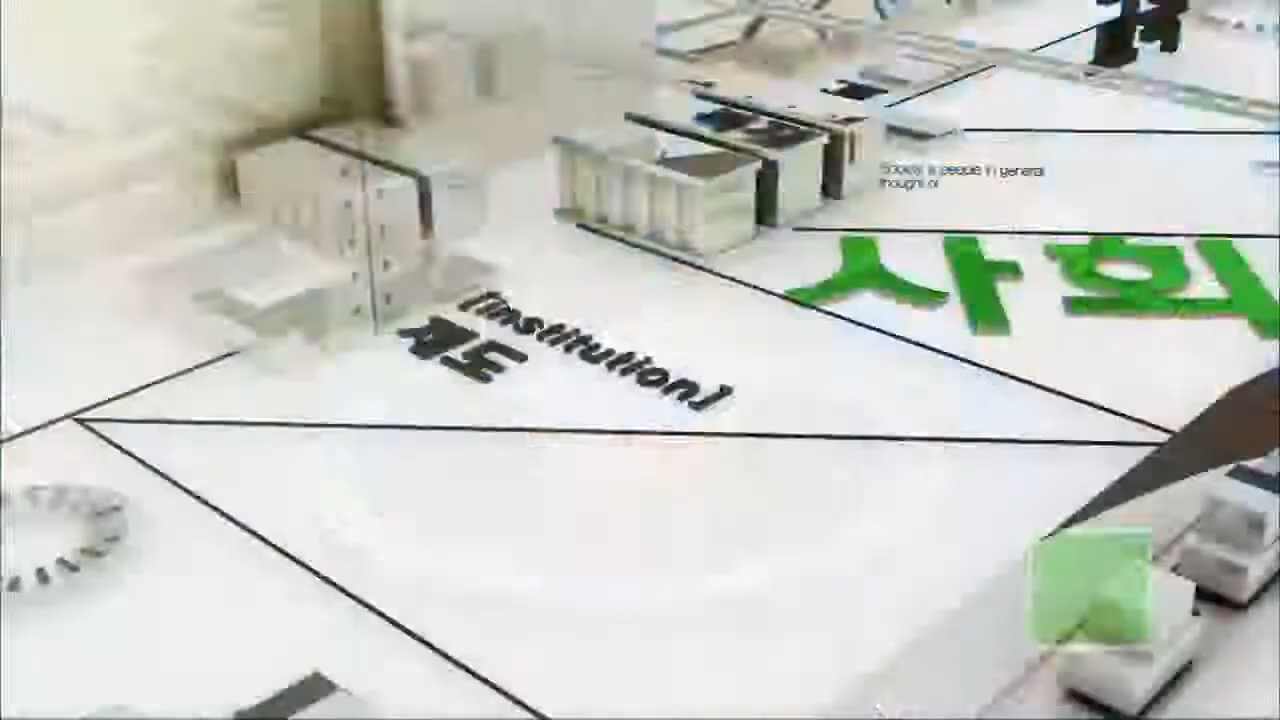 Society is people in general
thought of
사회
[institution]
제도